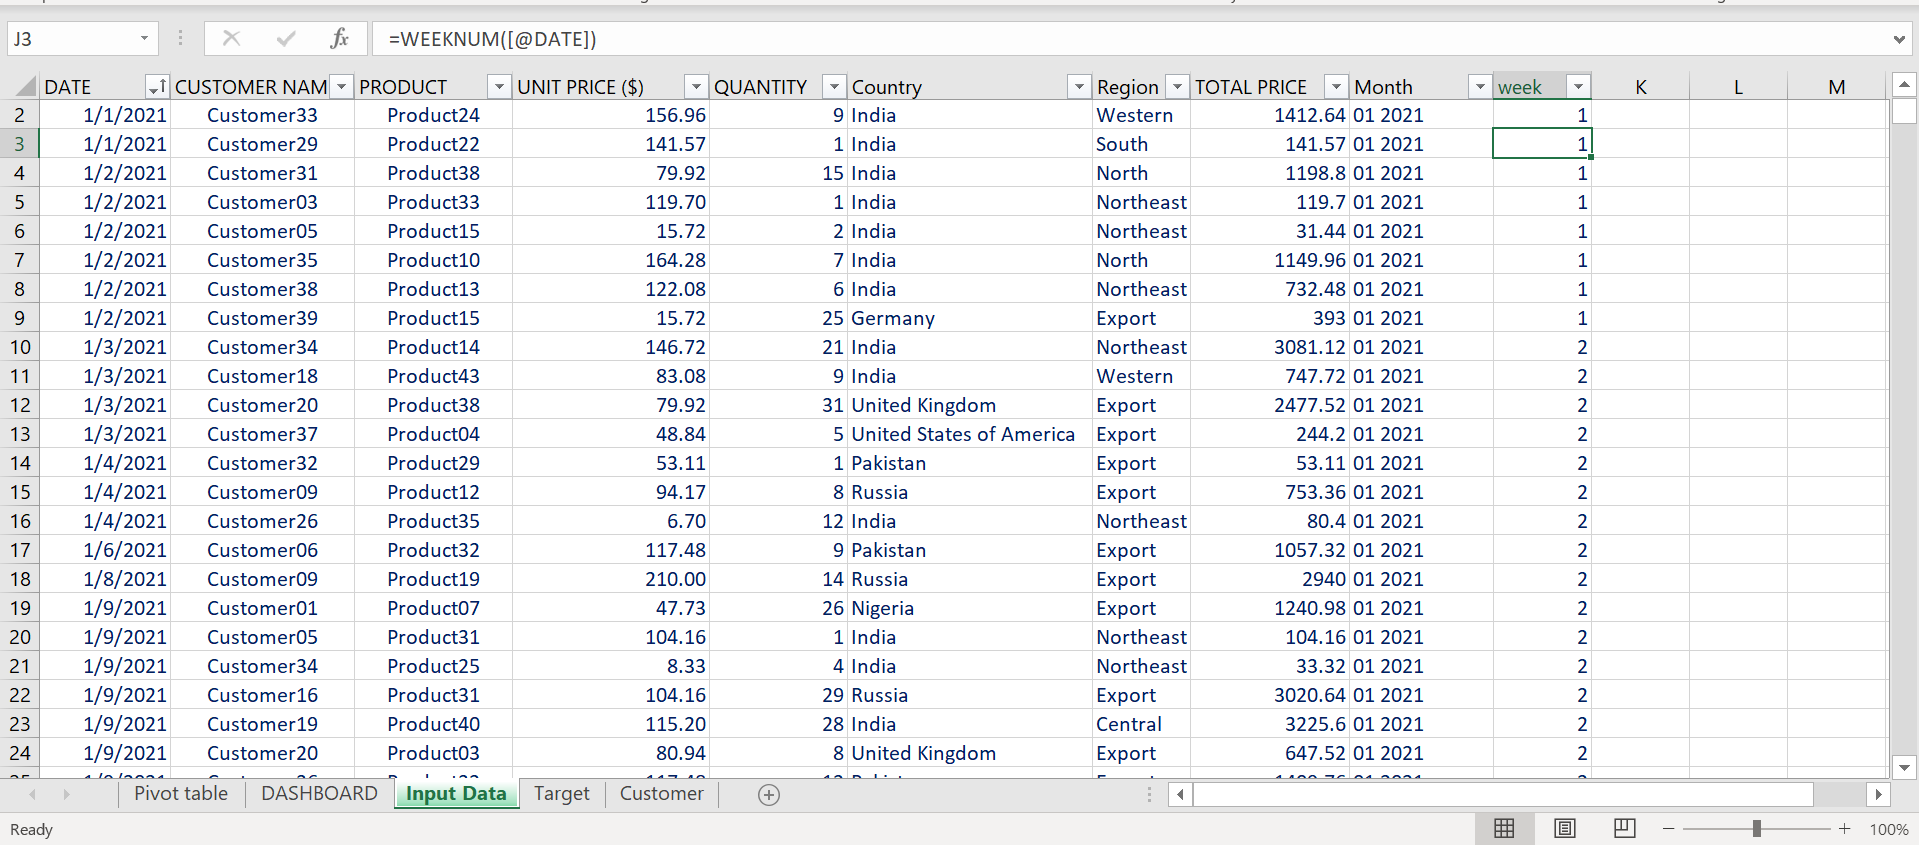 J3 fx =WEEKNUM([@DATE])
DATE CUSTOMER NAM PRODUCT UNIT PRICE ($) QUANTITY Country Region TOTAL PRICE Month week K L M
2 1/1/2021 Customer33 Product24 156.96 9 India Western 1412.64 01 2021 1
3 1/1/2021 Customer29 Product22 141.57 1 India South 141.57 01 2021 1
4 1/2/2021 Customer31 Product38 79.92 15 India North 1198.8 01 2021 1
5 1/2/2021 Customer03 Product33 119.70 1 India Northeast 119.7 01 2021 1
6 1/2/2021 Customer05 Product15 15.72 2 India Northeast 31.44 01 2021 1
7 1/2/2021 Customer35 Product10 164.28 7 India North 1149.96 01 2021 1
8 1/2/2021 Customer38 Product13 122.08 6 India Northeast 732.48 01 2021 1
9 1/2/2021 Customer39 Product15 15.72 25 Germany Export 393 01 2021 1
10 1/3/2021 Customer34 Product14 146.72 21 India Northeast 3081.12 01 2021 2
11 1/3/2021 Customer18 Product43 83.08 9 India Western 747.72 01 2021 2
12 1/3/2021 Customer20 Product38 79.92 31 United Kingdom Export 2477.52 01 2021 2
13 1/3/2021 Customer37 Product04 48.84 5 United States of America Export 244.2 01 2021 2
14 1/4/2021 Customer32 Product29 53.11 1 Pakistan Export 53.11 01 2021 2
15 1/4/2021 Customer09 Product12 94.17 8 Russia Export 753.36 01 2021 2
16 1/4/2021 Customer26 Product35 6.70 12 India Northeast 80.4 01 2021 2
17 1/6/2021 Customer06 Product32 117.48 9 Pakistan Export 1057.32 01 2021 2
18 1/8/2021 Customer09 Product19 210.00 14 Russia Export 2940 01 2021 2
19 1/9/2021 Customer01 Product07 47.73 26 Nigeria Export 1240.98 01 2021 2
20 1/9/2021 Customer05 Product31 104.16 1 India Northeast 104.16 01 2021 2
21 1/9/2021 Customer34 Product25 8.33 4 India Northeast 33.32 01 2021 2
22 1/9/2021 Customer16 Product31 104.16 29 Russia Export 3020.64 01 2021 2
23 1/9/2021 Customer19 Product40 115.20 28 India Central 3225.6 01 2021 2
24 1/9/2021 Customer20 Product03 80.94 8 United Kingdom Export 647.52 01 2021 2
Pivot table DASHBOARD Input Data Target Customer
Ready 100%